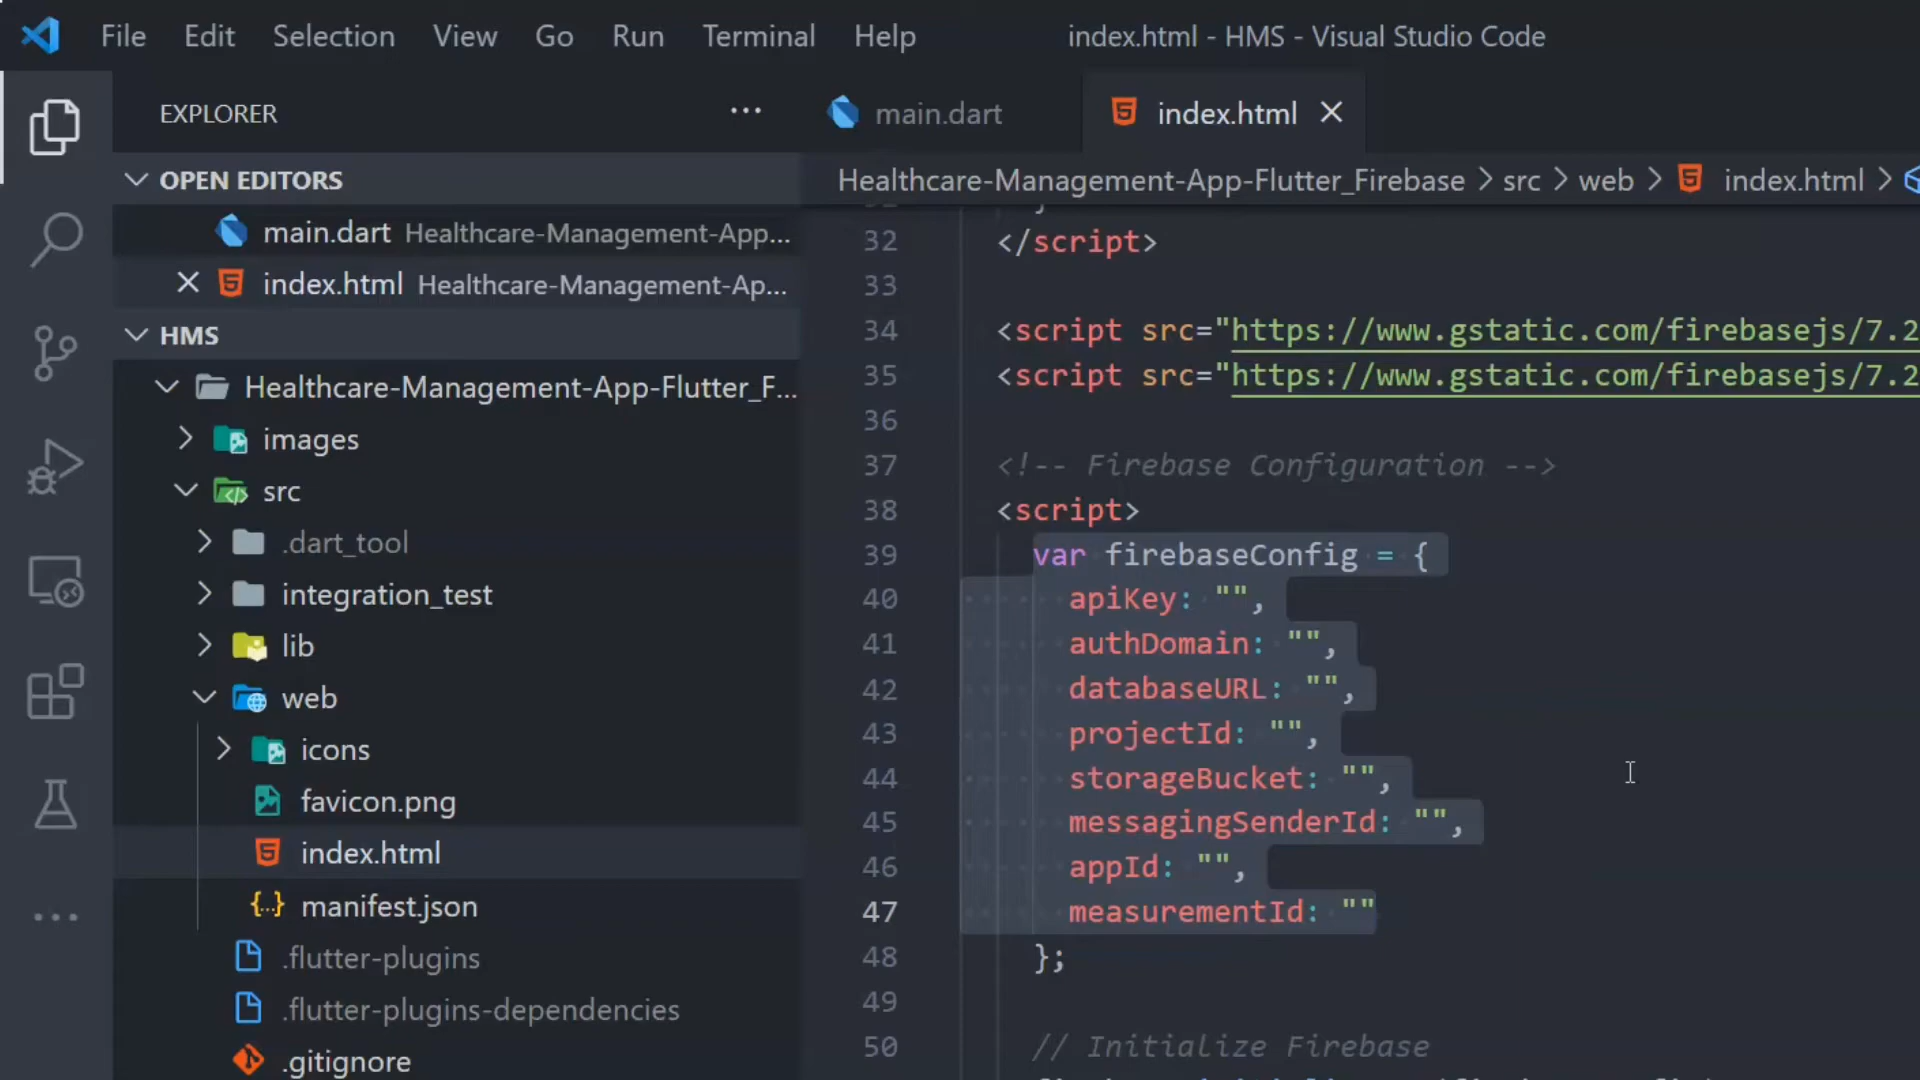 File Edit Selection View Go Run Terminal Help
index.html - HMS - Visual Studio Code
EXPLORER
OPEN EDITORS
main.dart Healthcare-Management-App...
index.html Healthcare-Management-Ap...
HMS
Healthcare-Management-App-Flutter_F...
images
src
.dart_tool
integration_test
lib
web
icons
favicon.png
index.html
manifest.json
.flutter-plugins
.flutter-plugins-dependencies
.gitignore
main.dart
index.html
Healthcare-Management-App-Flutter_Firebase > src > web > index.html >
32 </script>
33
34 <script src="https://www.gstatic.com/firebasejs/7.2
35 <script src="https://www.gstatic.com/firebasejs/7.2
36
37 <!-- Firebase Configuration -->
38 <script>
39 var firebaseConfig = {
40 apiKey: "",
41 authDomain: "",
42 databaseURL: "",
43 projectId: "",
44 storageBucket: "",
45 messagingSenderId: "",
46 appId: "",
47 measurementId: ""
48 };
49
50 // Initialize Firebase